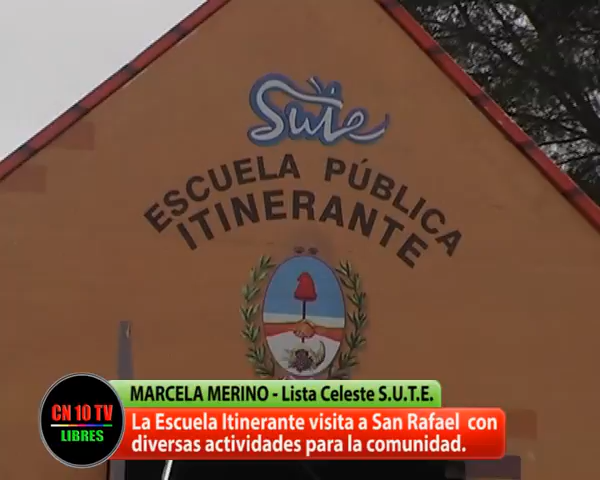 Sute
ESCUELA PÚBLICA
ITINERANTE
MARCELA MERINO - Lista Celeste S.U.T.E.
CN 10 TV
LIBRES
La Escuela Itinerante visita a San Rafael con
diversas actividades para la comunidad.